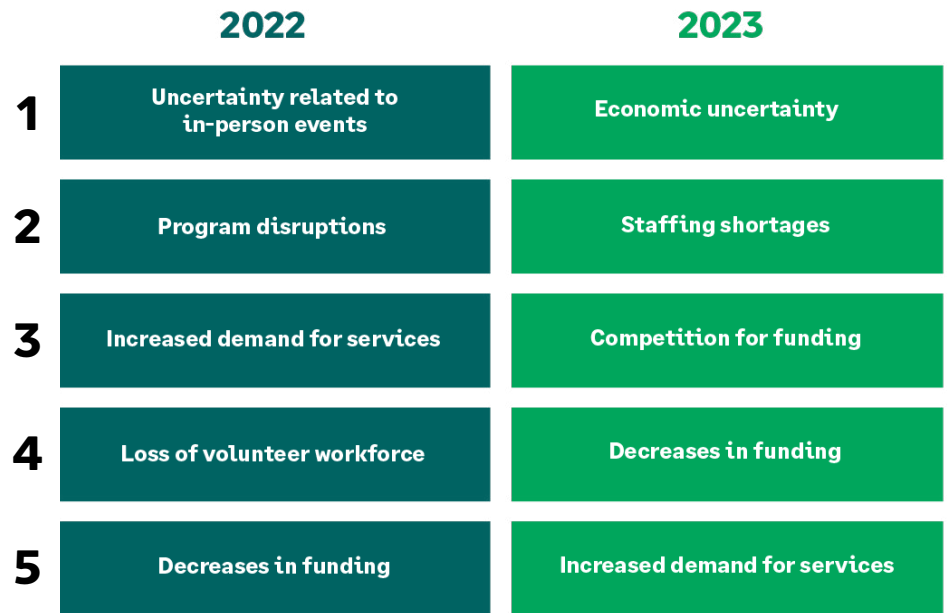 2022
2023
1
Uncertainty related to
in-person events
Economic uncertainty
2
Program disruptions
Staffing shortages
3
Increased demand for services
Competition for funding
4
Loss of volunteer workforce
Decreases in funding
5
Decreases in funding
Increased demand for services